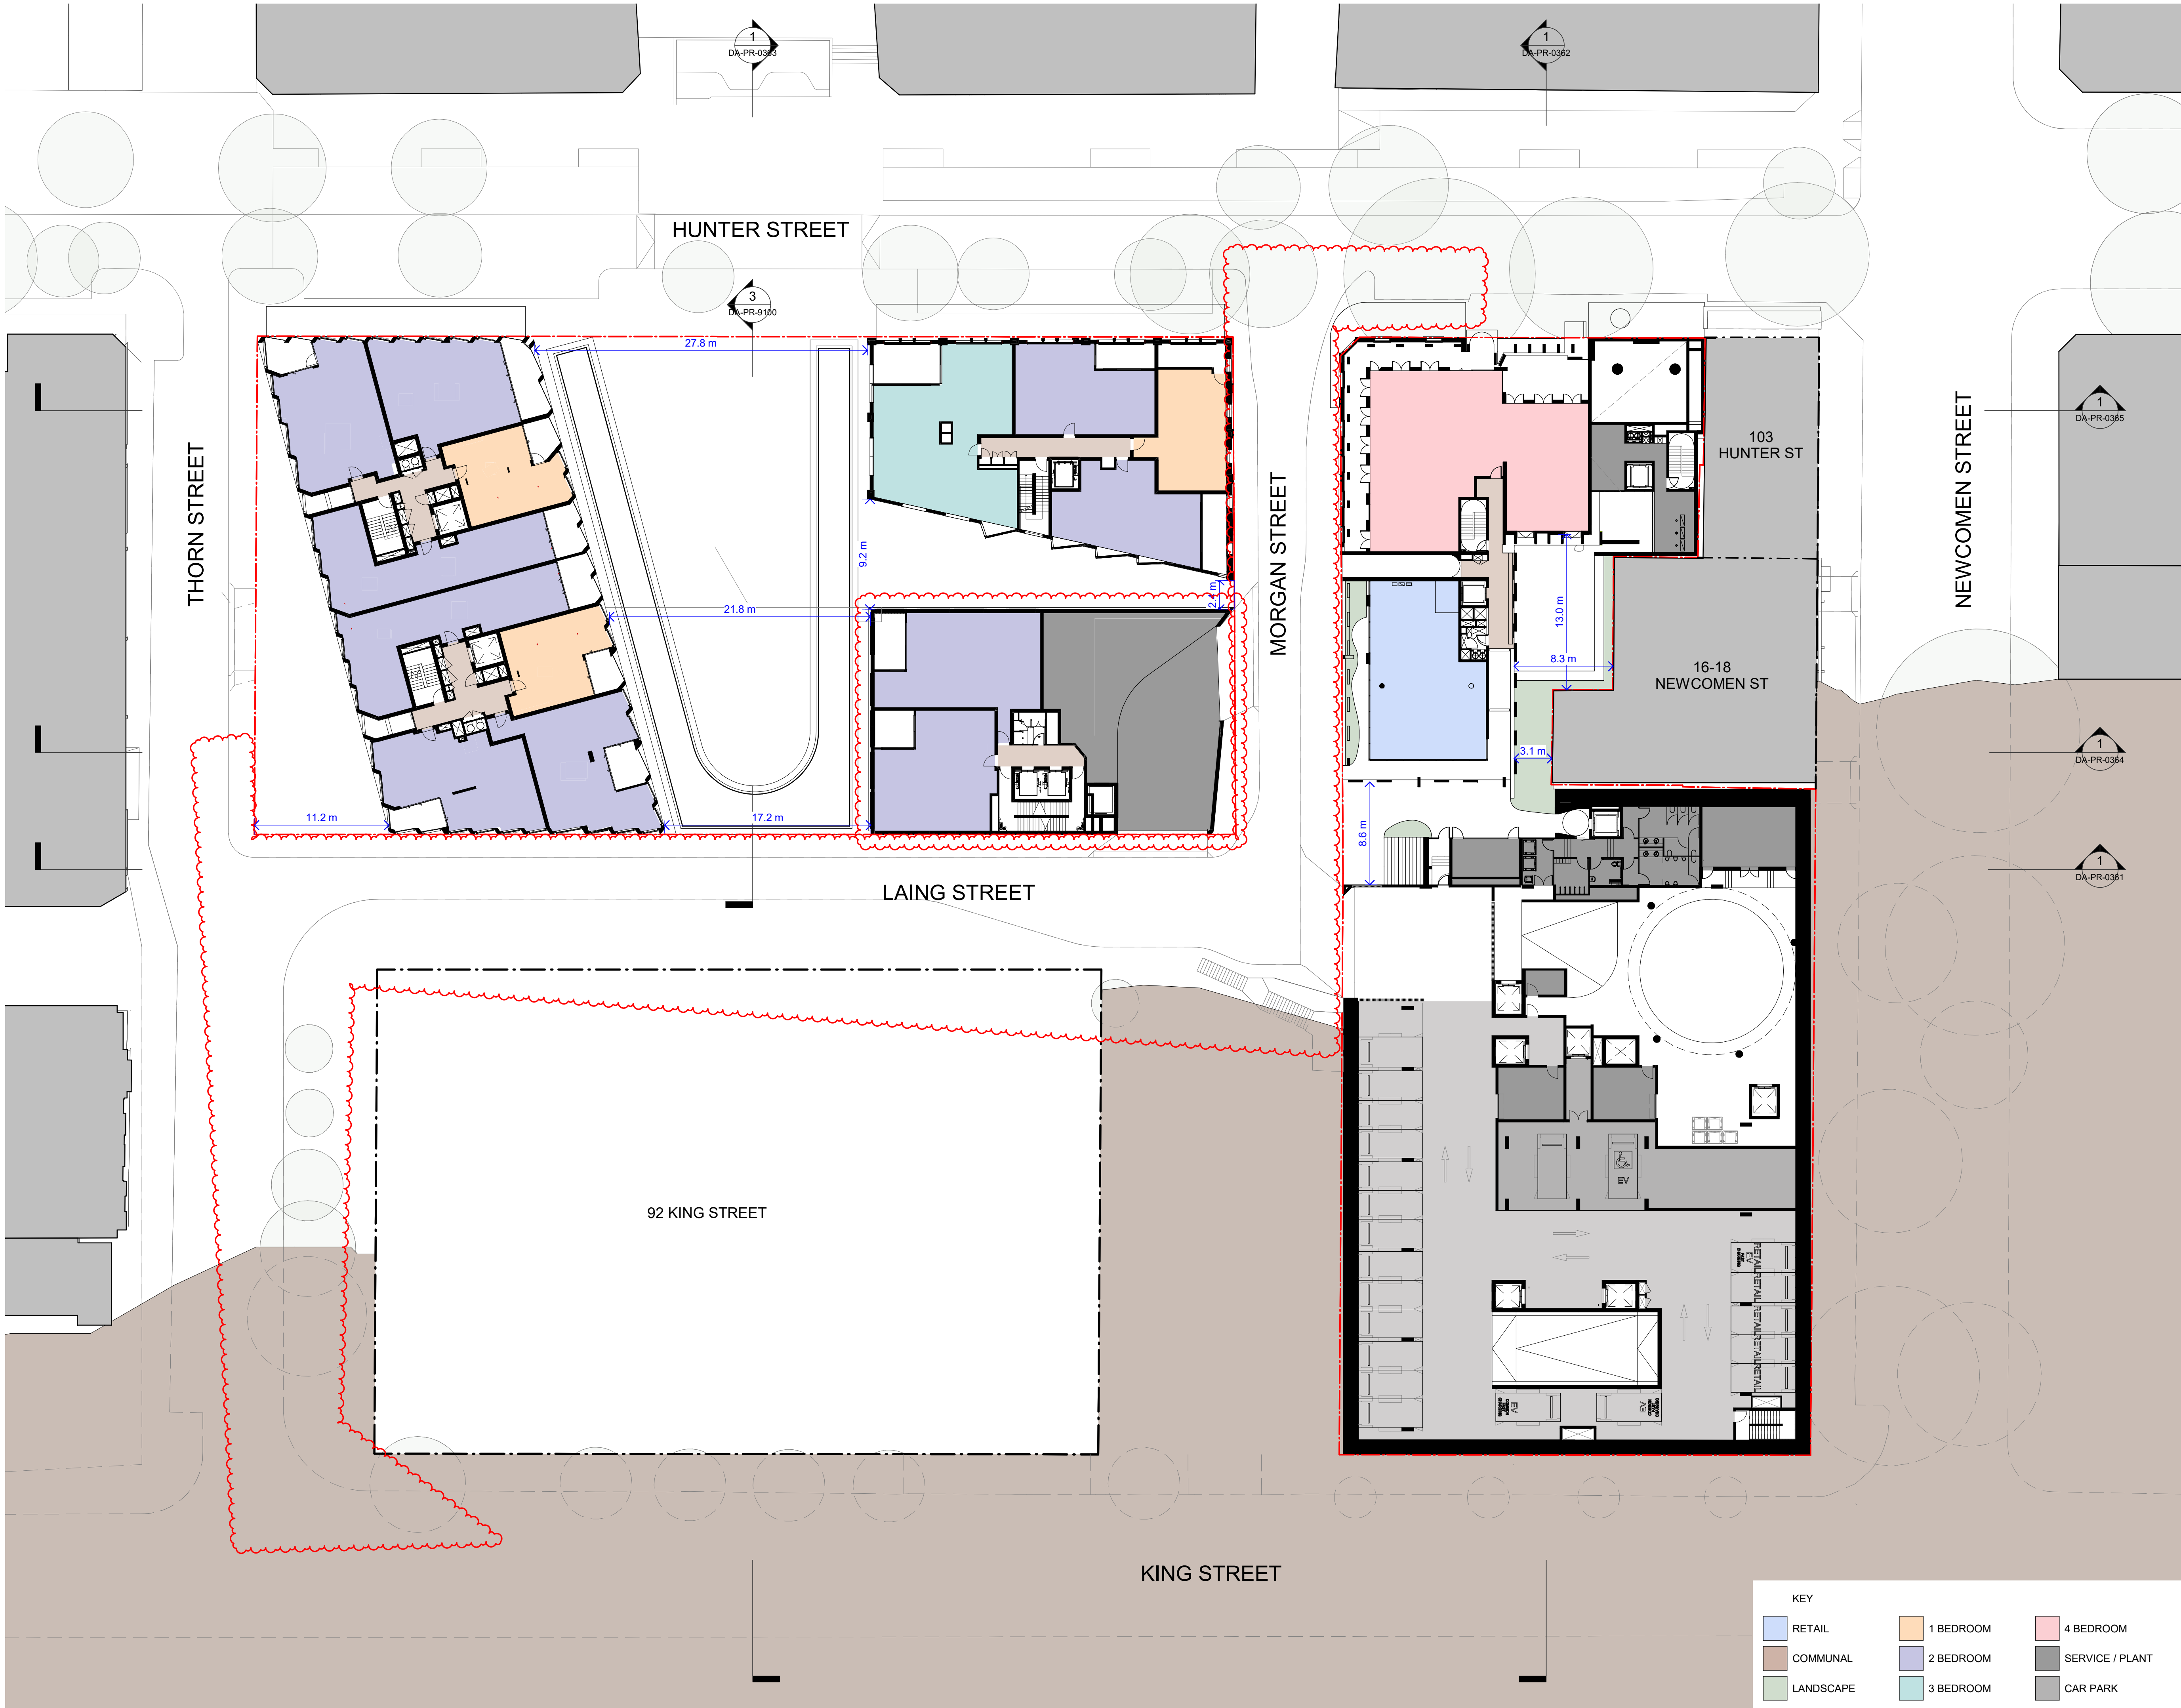 1
DA-PR-0363
1
DA-PR-0362
HUNTER STREET
3
DA-PR-9100
27.8 m
THORN STREET
MORGAN STREET
NEWCOMEN STREET
1
DA-PR-0365
103
HUNTER ST
9.2 m
21.8 m
13.0 m
8.3 m
16-18
NEWCOMEN ST
3.1 m
1
DA-PR-0364
11.2 m
17.2 m
8.6 m
LAING STREET
1
DA-PR-0361
EV
92 KING STREET
EV
RETAIL
RETAIL
RETAIL
RETAIL
RETAIL
EV
EV
KING STREET
KEY
RETAIL
1 BEDROOM
4 BEDROOM
COMMUNAL
2 BEDROOM
SERVICE / PLANT
LANDSCAPE
3 BEDROOM
CAR PARK